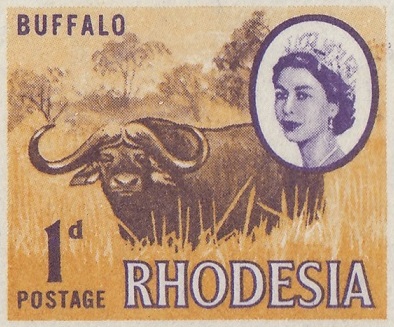 BUFFALO
1d
POSTAGE
RHODESIA